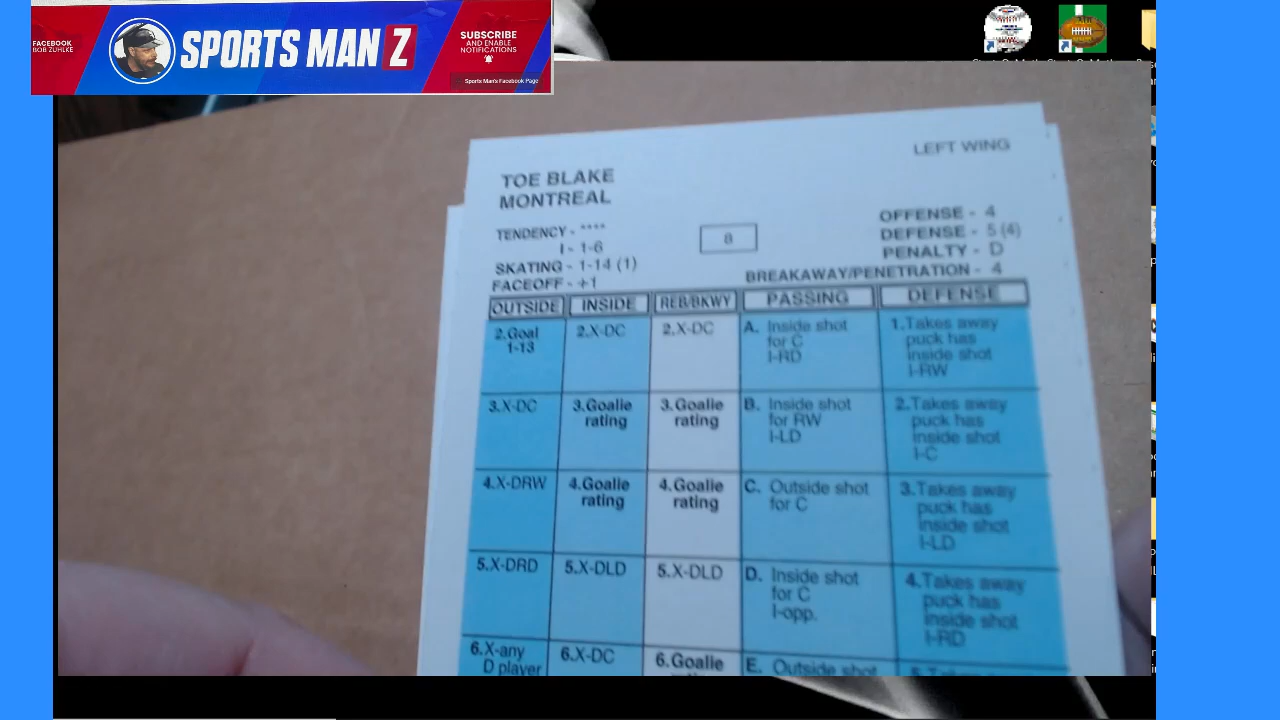 FACEBOOK
BOB ZUHLKE
SPORTS MAN Z
SUBSCRIBE
AND ENABLE
NOTIFICATIONS
Sports Man's Facebook Page
LEFT WING
TOE BLAKE
MONTREAL
TENDENCY - ****
I - 1-6
SKATING - 1-14 (1)
FACEOFF - +1
8
OFFENSE - 4
DEFENSE - 5 (4)
PENALTY - D
BREAKAWAY/PENETRATION - 4
OUTSIDE INSIDE REB/BKWY PASSING DEFENSE
2.Goal
1-13
2.X-DC
2.X-DC
A. Inside shot
for C
I-RD
1.Takes away
puck has
inside shot
I-RW
3.X-DC
3.Goalie
rating
3.Goalie
rating
B. Inside shot
for RW
I-LD
2.Takes away
puck has
inside shot
I-C
4.X-DRW
4.Goalie
rating
4.Goalie
rating
C. Outside shot
for C
3.Takes away
puck has
inside shot
I-LD
5.X-DRD
5.X-DLD
5.X-DLD
D. Inside shot
for C
I-opp.
4.Takes away
puck has
inside shot
I-RD
6.X-any
D player
6.X-DC
6.Goalie
E. Outside shot